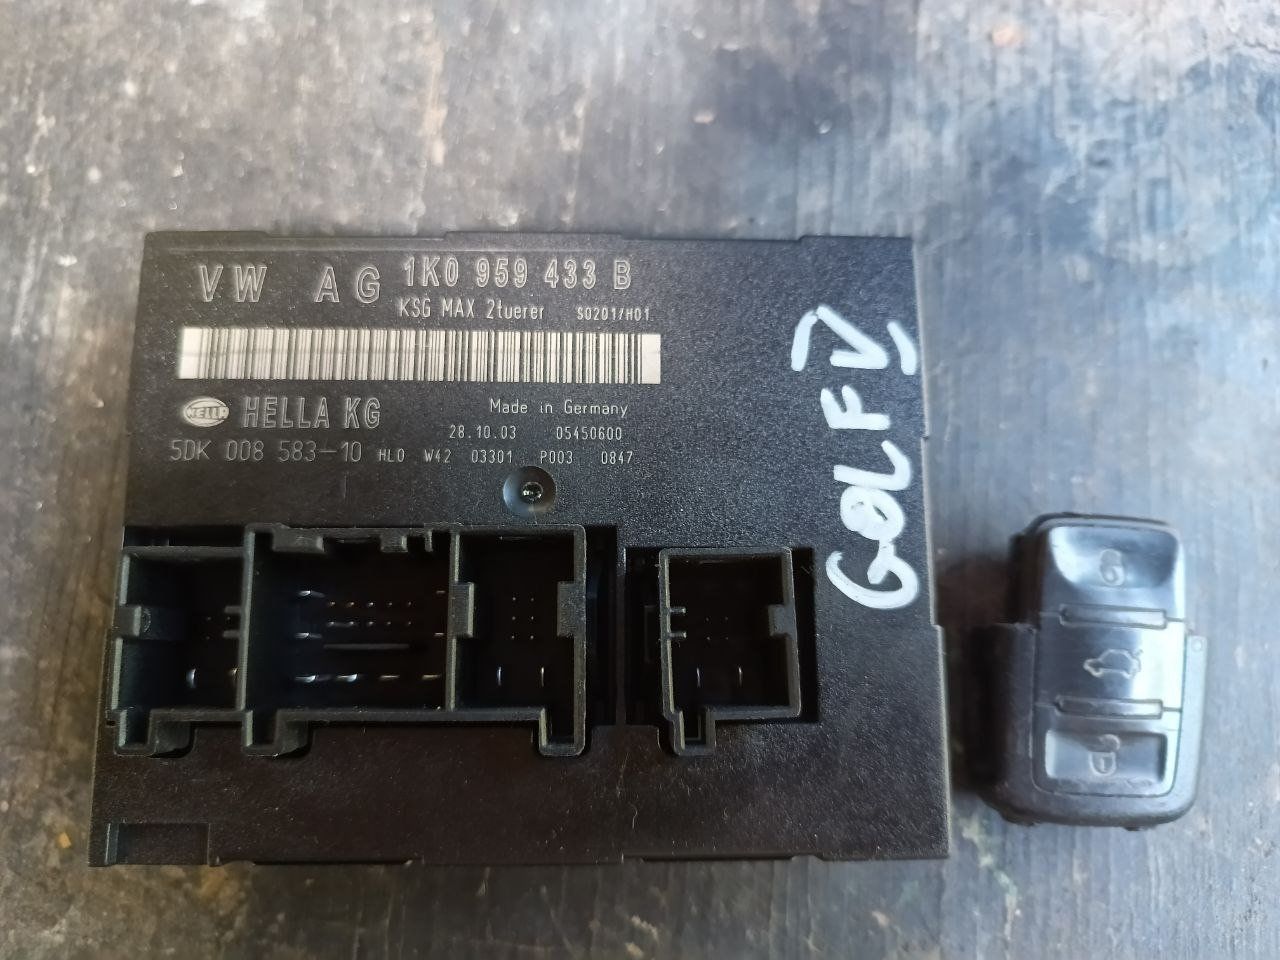 VW AG 1K0 959 433 B
KSG MAX 2tuerer S0201/H01
HELLA HELLA KG Made in Germany
28.10.03 05450600
5DK 008 583-10 HL0 W42 03301 P003 0847
GOLF V